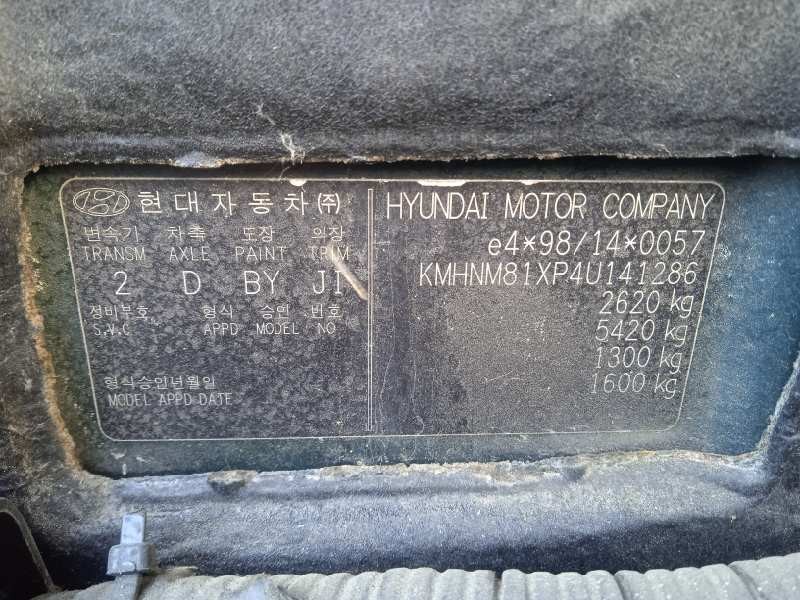 현대자동차(주)
변속기 차축 도장 의장
TRANSM AXLE PAINT TRIM
2 D BY J1
정비부호 형식 승인 번호
S.V.C APPD MODEL NO
형식승인년월일
MODEL APPD DATE
HYUNDAI MOTOR COMPANY
e4*98/14*0057
KMHNM81XP4U141286
2620 kg
5420 kg
1300 kg
1600 kg